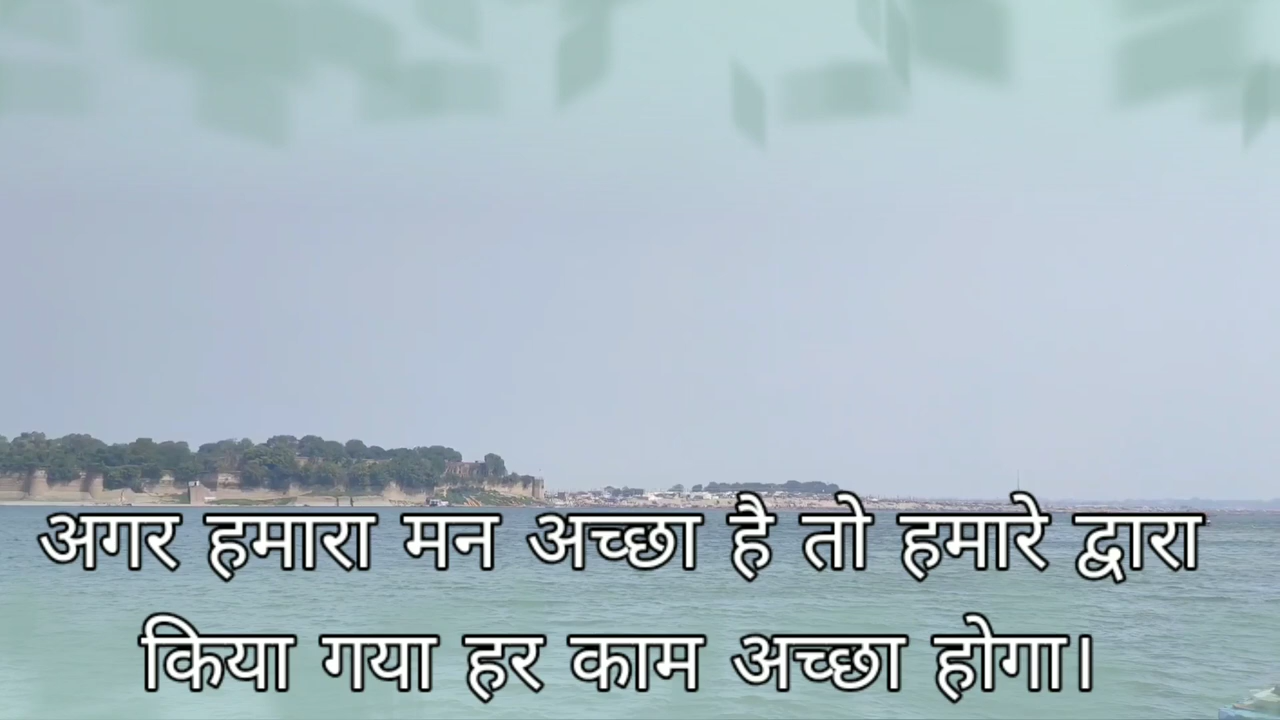 अगर हमारा मन अच्छा है तो हमारे द्वारा
किया गया हर काम अच्छा होगा।